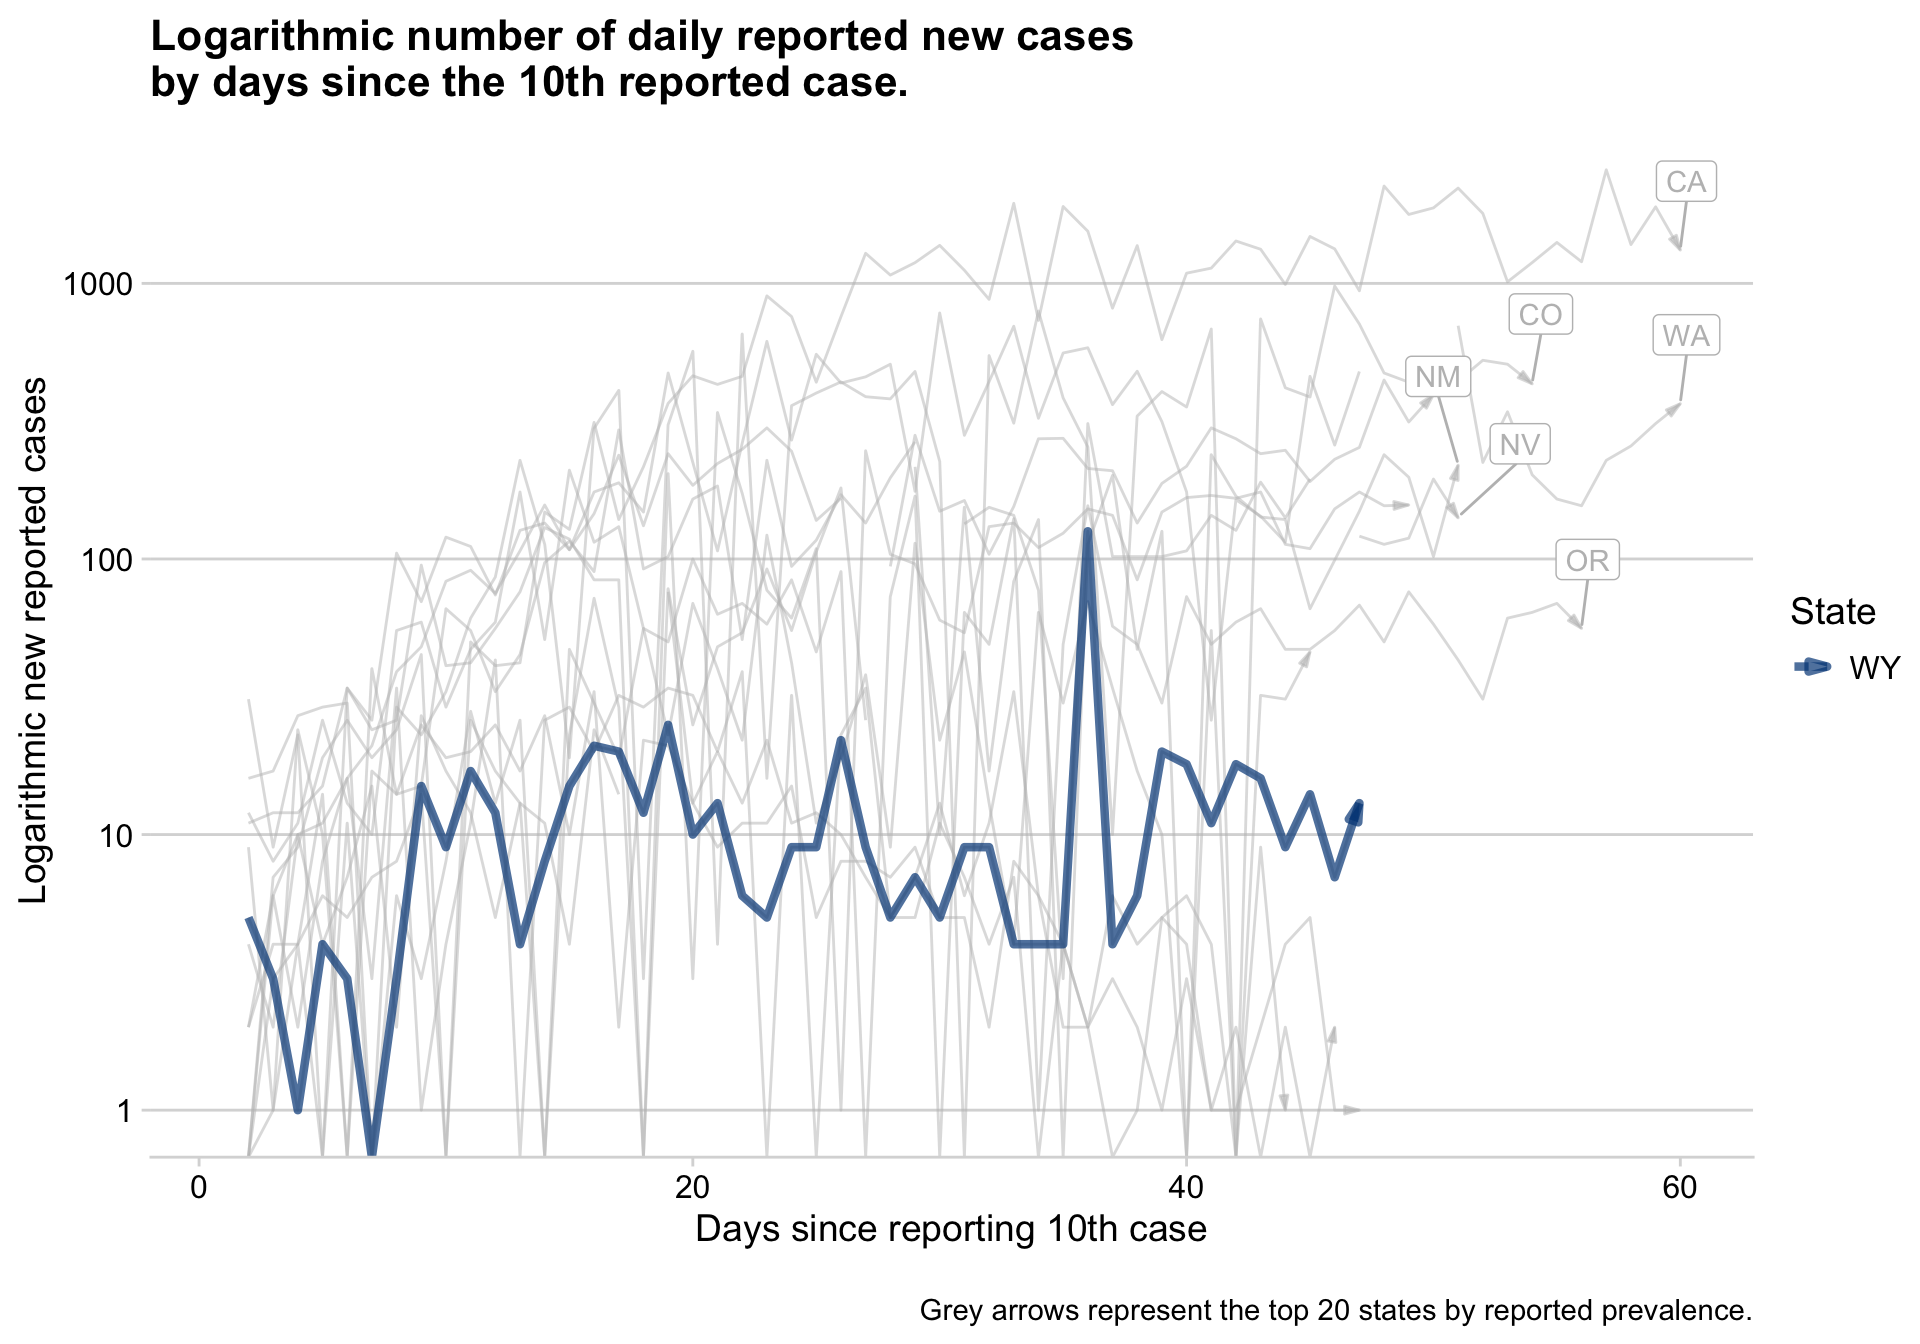 Logarithmic number of daily reported new cases
by days since the 10th reported case.
Logarithmic new reported cases
1000
100
10
1
CA
CO
WA
NM
NV
OR
State
WY
0
20
40
60
Days since reporting 10th case
Grey arrows represent the top 20 states by reported prevalence.